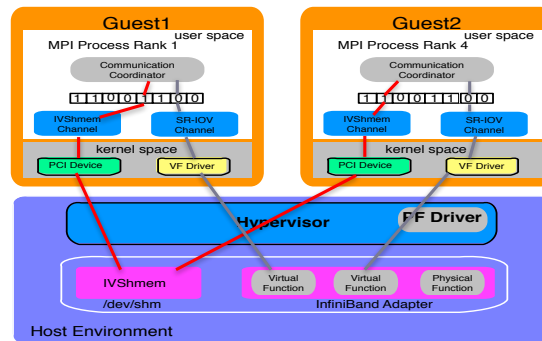 Guest1
user space
MPI Process Rank 1
Communication
Coordinator
1 1 0 0 1 1 1 0 0
IVShmem
Channel
SR-IOV
Channel
kernel space
PCI Device
VF Driver
Guest2
user space
MPI Process Rank 4
Communication
Coordinator
1 1 0 0 1 1 0 0
IVShmem
Channel
SR-IOV
Channel
kernel space
PCI Device
VF Driver
Hypervisor
PF Driver
IVShmem
/dev/shm
Virtual
Function
Virtual
Function
Physical
Function
InfiniBand Adapter
Host Environment